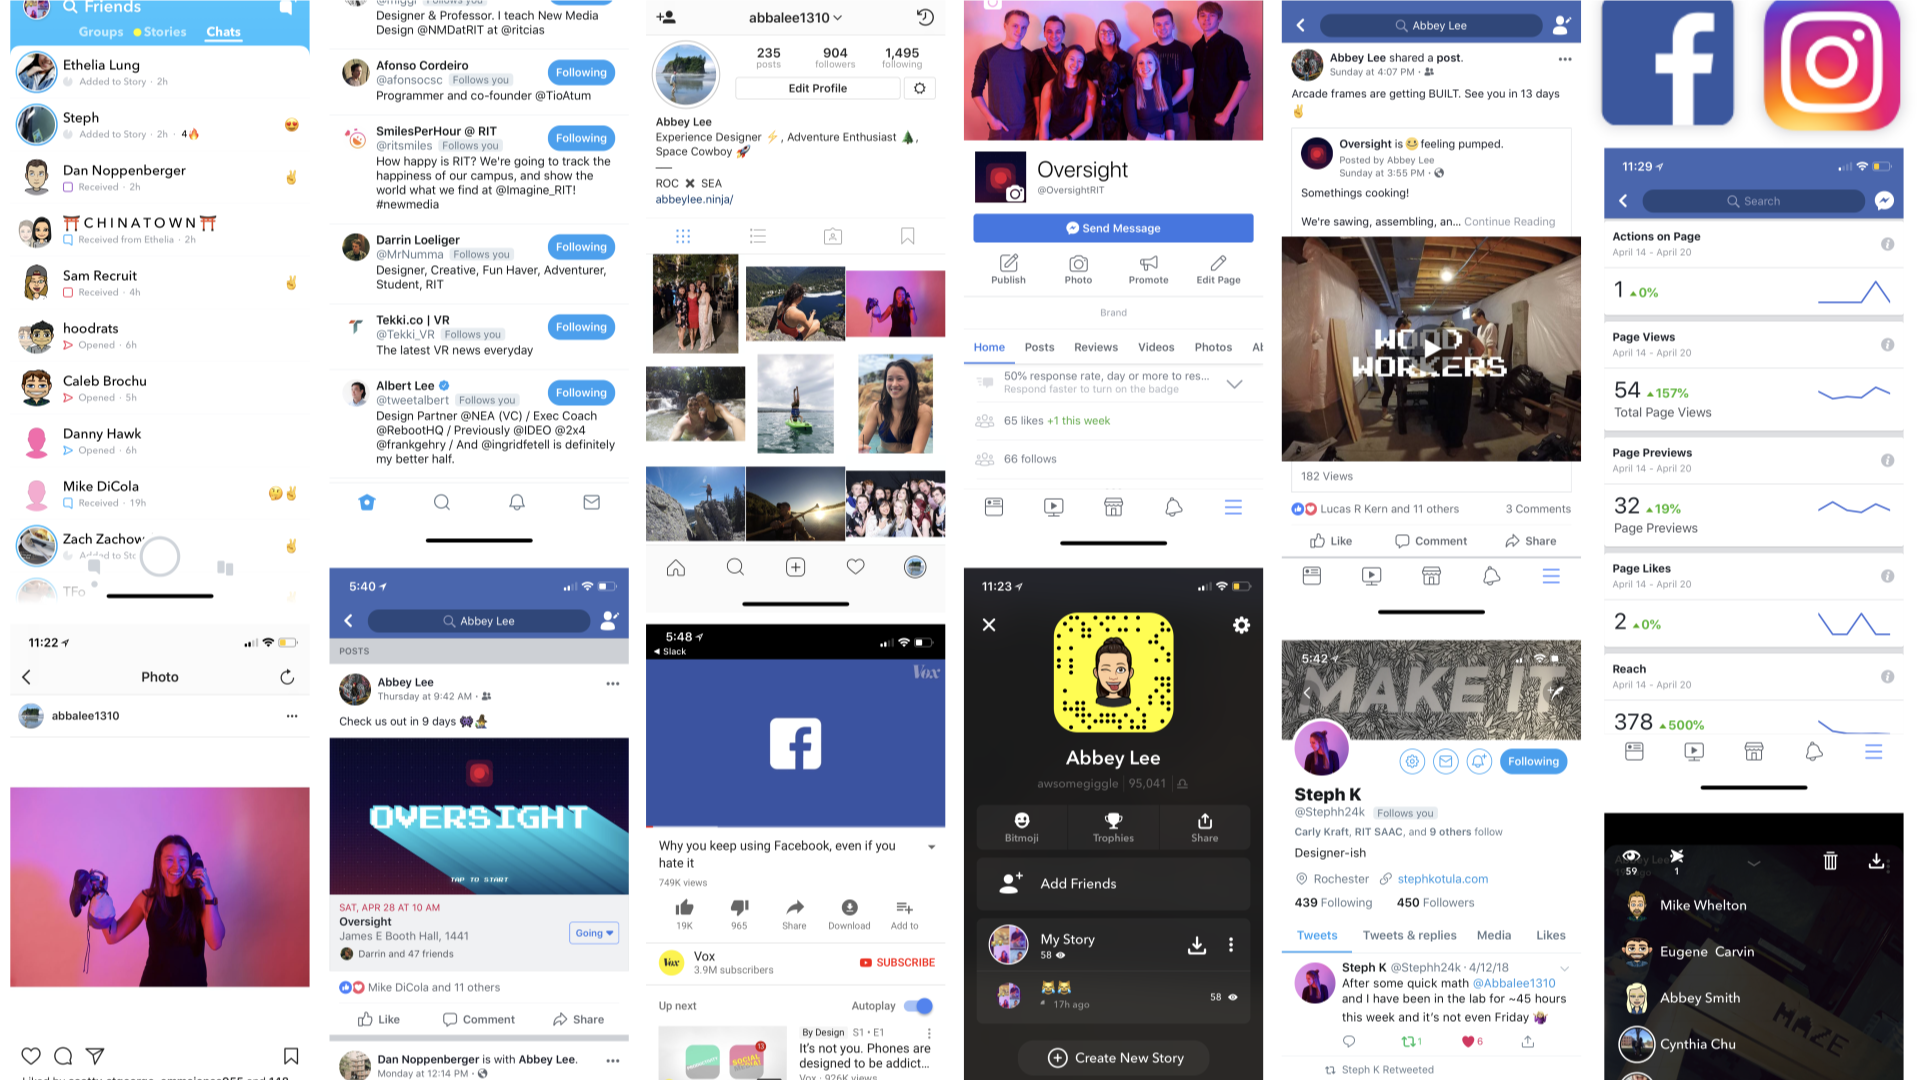 Friends
Groups
Stories
Chats
Ethelia Lung
Added to Story · 2h
Steph
Added to Story · 2h · 4🔥
Dan Noppenberger
Received · 2h
⛩CHINATOWN⛩
Received from Ethelia · 2h
Sam Recruit
Received · 4h
hoodrats
Opened · 6h
Caleb Brochu
Opened · 5h
Danny Hawk
Opened · 6h
Mike DiCola
Received · 19h
Zach Zachow
Added to Sto
TFo
11:22
Photo
abbalee1310
Designer & Professor. I teach New Media
Design @NMDatRIT at @ritcias
Afonso Cordeiro
@afonsocsc Follows you
Following
Programmer and co-founder @TioAtum
SmilesPerHour @ RIT
@ritsmiles Follows you
Following
How happy is RIT? We're going to track the
happiness of our campus, and show the
world what we find at @Imagine_RIT!
#newmedia
Darrin Loeliger
@MrNumma Follows you
Following
Designer, Creative, Fun Haver, Adventurer,
Student, RIT
Tekki.co | VR
@Tekki_VR Follows you
Following
The latest VR news everyday
Albert Lee
@tweetalbert Follows you
Following
Design Partner @NEA (VC) / Exec Coach
@RebootHQ / Previously @IDEO @2x4
@frankgehry / And @ingridfetell is definitely
my better half.
5:40
Abbey Lee
POSTS
Abbey Lee
Thursday at 9:42 AM
Check us out in 9 days
OVERSIGHT
TAP TO START
SAT, APR 28 AT 10 AM
Oversight
James E Booth Hall, 1441
Going
Darrin and 47 friends
Mike DiCola and 11 others
Like
Comment
Share
Dan Noppenberger is with Abbey Lee.
Monday at 12:14 PM
abbalee1310
235
904
1,495
posts
followers
following
Edit Profile
Abbey Lee
Experience Designer ⚡, Adventure Enthusiast 🌲,
Space Cowboy 🚀
—
ROC ✖ SEA
abbeylee.ninja/
5:48
Slack
Vox
Why you keep using Facebook, even if you
hate it
749K views
19K
965
Share
Download
Add to
Vox
Vox
3.9M subscribers
SUBSCRIBE
Up next
Autoplay
By Design S1 • E1
It's not you. Phones are
designed to be addict...
Vox · 926K views
SOCIAL
13
Oversight
@OversightRIT
Send Message
Publish
Photo
Promote
Edit Page
Brand
Home
Posts
Reviews
Videos
Photos
Al
50% response rate, day or more to res...
Respond faster to turn on the badge
65 likes +1 this week
66 follows
11:23
Abbey Lee
awsomegiggle
95,041
Bitmoji
Trophies
Share
Add Friends
My Story
58
17h ago
58
Create New Story
Abbey Lee
Abbey Lee shared a post.
Sunday at 4:07 PM
Arcade frames are getting BUILT. See you in 13 days
✌
Oversight is 😀 feeling pumped.
Posted by Abbey Lee
Sunday at 3:55 PM
Somethings cooking!
We're sawing, assembling, an... Continue Reading
WOOD
WORKERS
182 Views
Lucas R Kern and 11 others
3 Comments
Like
Comment
Share
5:42
MAKE IT
Following
Steph K
@Stephh24k Follows you
Carly Kraft, RIT SAAC, and 9 others follow
Designer-ish
Rochester
stephkotula.com
439 Following
450 Followers
Tweets
Tweets & replies
Media
Likes
Steph K @Stephh24k · 4/12/18
After some quick math @Abbalee1310
and I have been in the lab for ~45 hours
this week and it's not even Friday
1
6
Steph K Retweeted
11:29
Search
Actions on Page
April 14 - April 20
1 0%
Page Views
April 14 - April 20
54 157%
Total Page Views
Page Previews
April 14 - April 20
32 19%
Page Previews
Page Likes
April 14 - April 20
2 0%
Reach
April 14 - April 20
378 500%
59
1
Mike Whelton
Eugene Carvin
Abbey Smith
Cynthia Chu
MAZE